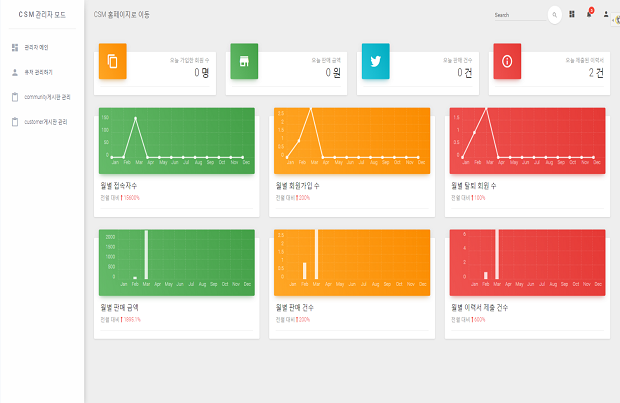 CSM 관리자 모드
CSM 홈페이지로 이동
Search
관리자 메인
유저 관리하기
community게시판 관리
customer게시판 관리
오늘 가입한 회원 수
0 명
오늘 판매 금액
0 원
오늘 판매 건수
0 건
오늘 제출된 이력서
2 건
150
100
50
0
Jan Feb Mar Apr May Jun Jul Aug Sep Oct Nov Dec
월별 접속자수
전월 대비
2.5
2
1.5
1
0.5
0
Jan Feb Mar Apr May Jun Jul Aug Sep Oct Nov Dec
월별 회원가입 수
전월 대비 200%
1.5
1
0.5
0
Jan Feb Mar Apr May Jun Jul Aug Sep Oct Nov Dec
월별 탈퇴 회원 수
전월 대비 100%
2000
1500
1000
500
0
Jan Feb Mar Apr May Jun Jul Aug Sep Oct Nov Dec
월별 판매 금액
전월 대비
2.5
2
1.5
1
0.5
0
Jan Feb Mar Apr May Jun Jul Aug Sep Oct Nov Dec
월별 판매 건수
전월 대비 200%
6
4
2
0
Jan Feb Mar Apr May Jun Jul Aug Sep Oct Nov Dec
월별 이력서 제출 건수
전월 대비 600%